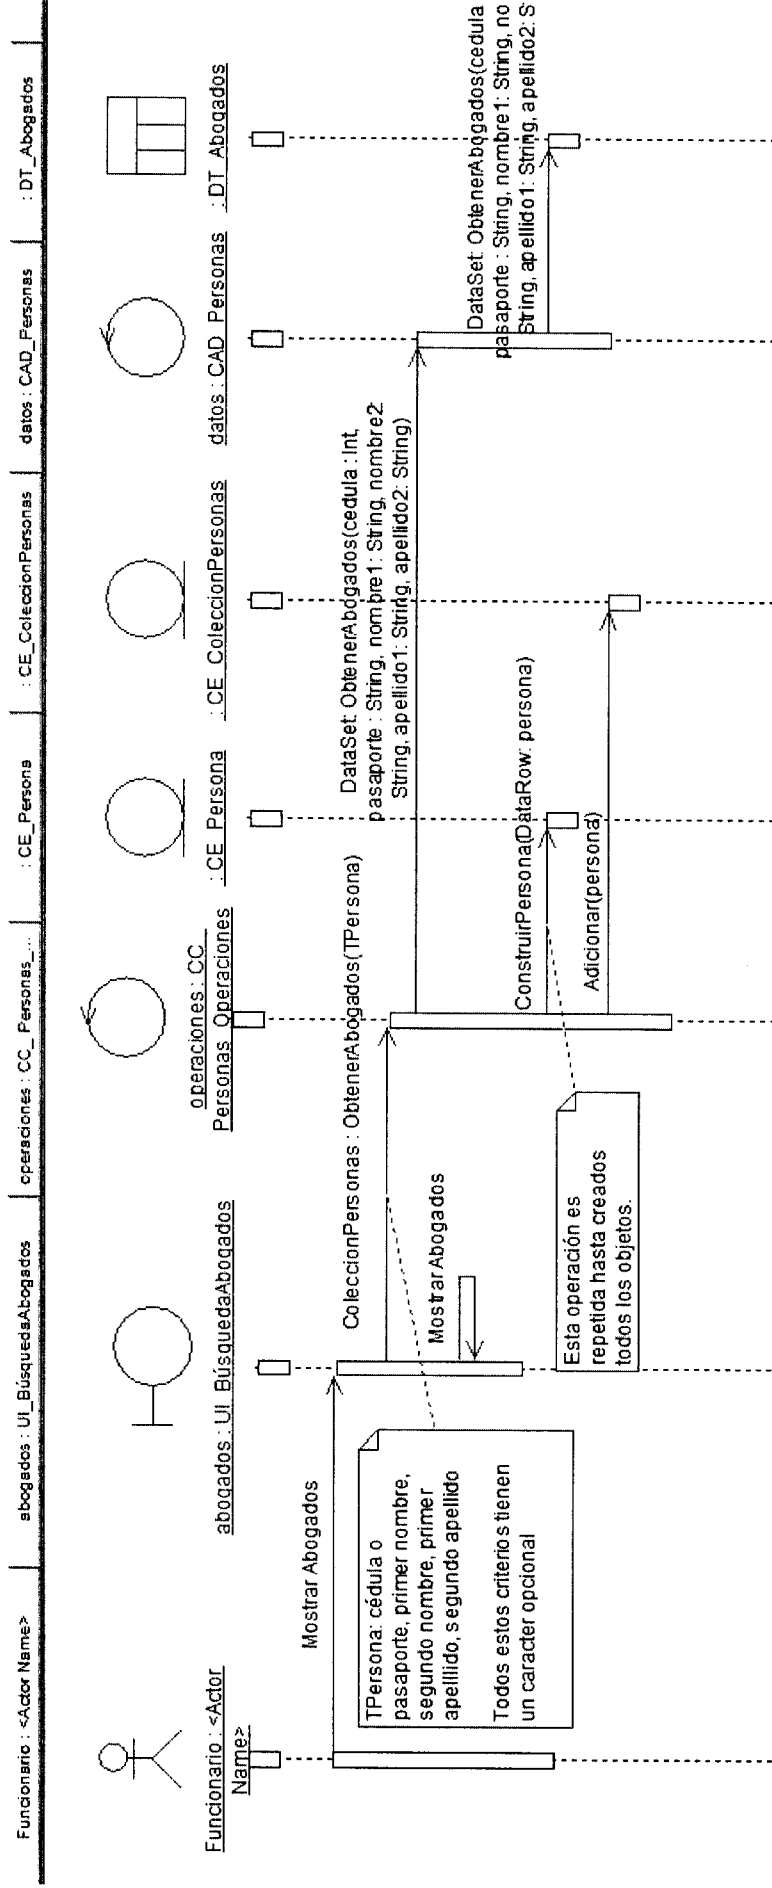 Funcionario : <Actor Name>
abogados : UI_BúsquedaAbogados
operaciones : CC_ Personas_...
: CE_Persona
: CE_ColeccionPersonas
datos : CAD_Personas
: DT_Abogados
Funcionario : <Actor
Name>
abogados : UI_BúsquedaAbogados
operaciones : CC_
Personas_Operaciones
: CE_Persona
: CE_ColeccionPersonas
datos : CAD_Personas
: DT_Abogados
Mostrar Abogados
TPersona: cédula o
pasaporte, primer nombre,
segundo nombre, primer
apelllido, segundo apellido
Todos estos criterios tienen
un caracter opcional
ColeccionPersonas : ObtenerAbogados(TPersona)
Mostrar Abogados
DataSet: ObtenerAbogados(cedula : Int,
pasaporte : String, nombre1: String, nombre2:
String, apellido1: String, apellido2: String)
DataSet: ObtenerAbogados(cedula
pasaporte : String, nombre1: String, no
String, apellido1: String, apellido2: S
ConstruirPersona(DataRow: persona)
Adicionar(persona)
Esta operación es
repetida hasta creados
todos los objetos.